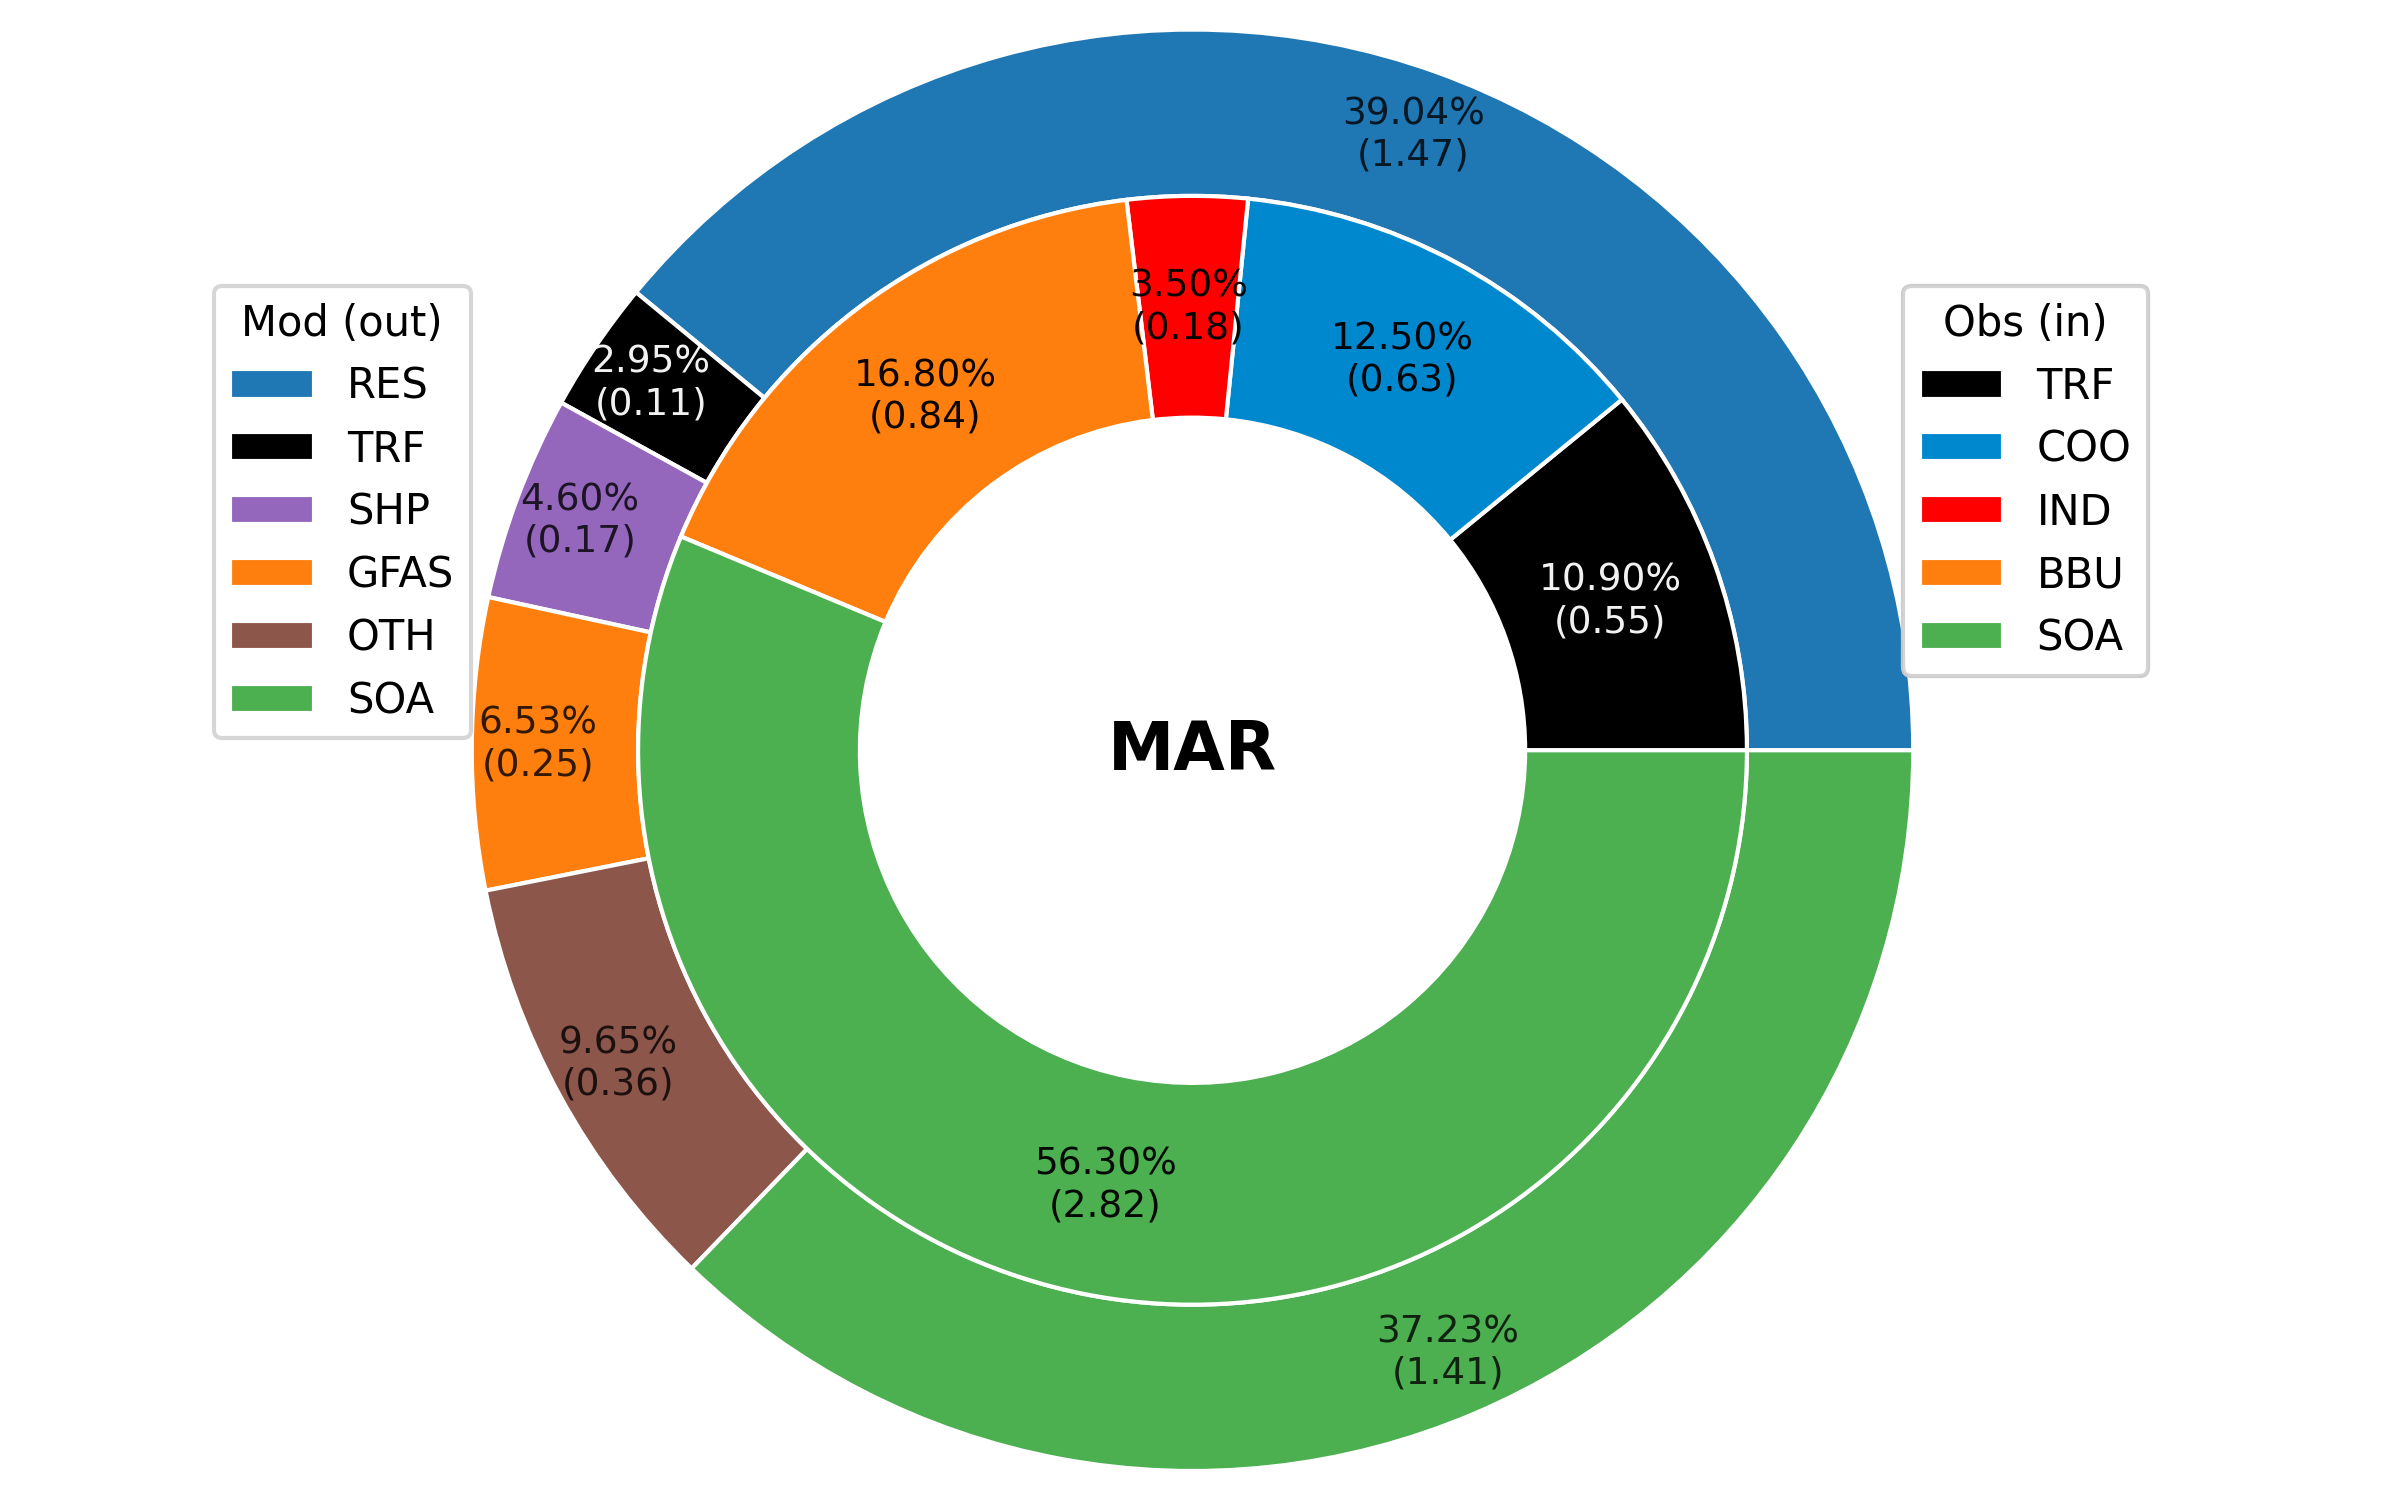 39.04%
(1.47)
3.50%
(0.18)
12.50%
(0.63)
16.80%
(0.84)
2.95%
(0.11)
4.60%
(0.17)
10.90%
(0.55)
6.53%
(0.25)
MAR
9.65%
(0.36)
56.30%
(2.82)
37.23%
(1.41)
Mod (out)
RES
TRF
SHP
GFAS
OTH
SOA
Obs (in)
TRF
COO
IND
BBU
SOA